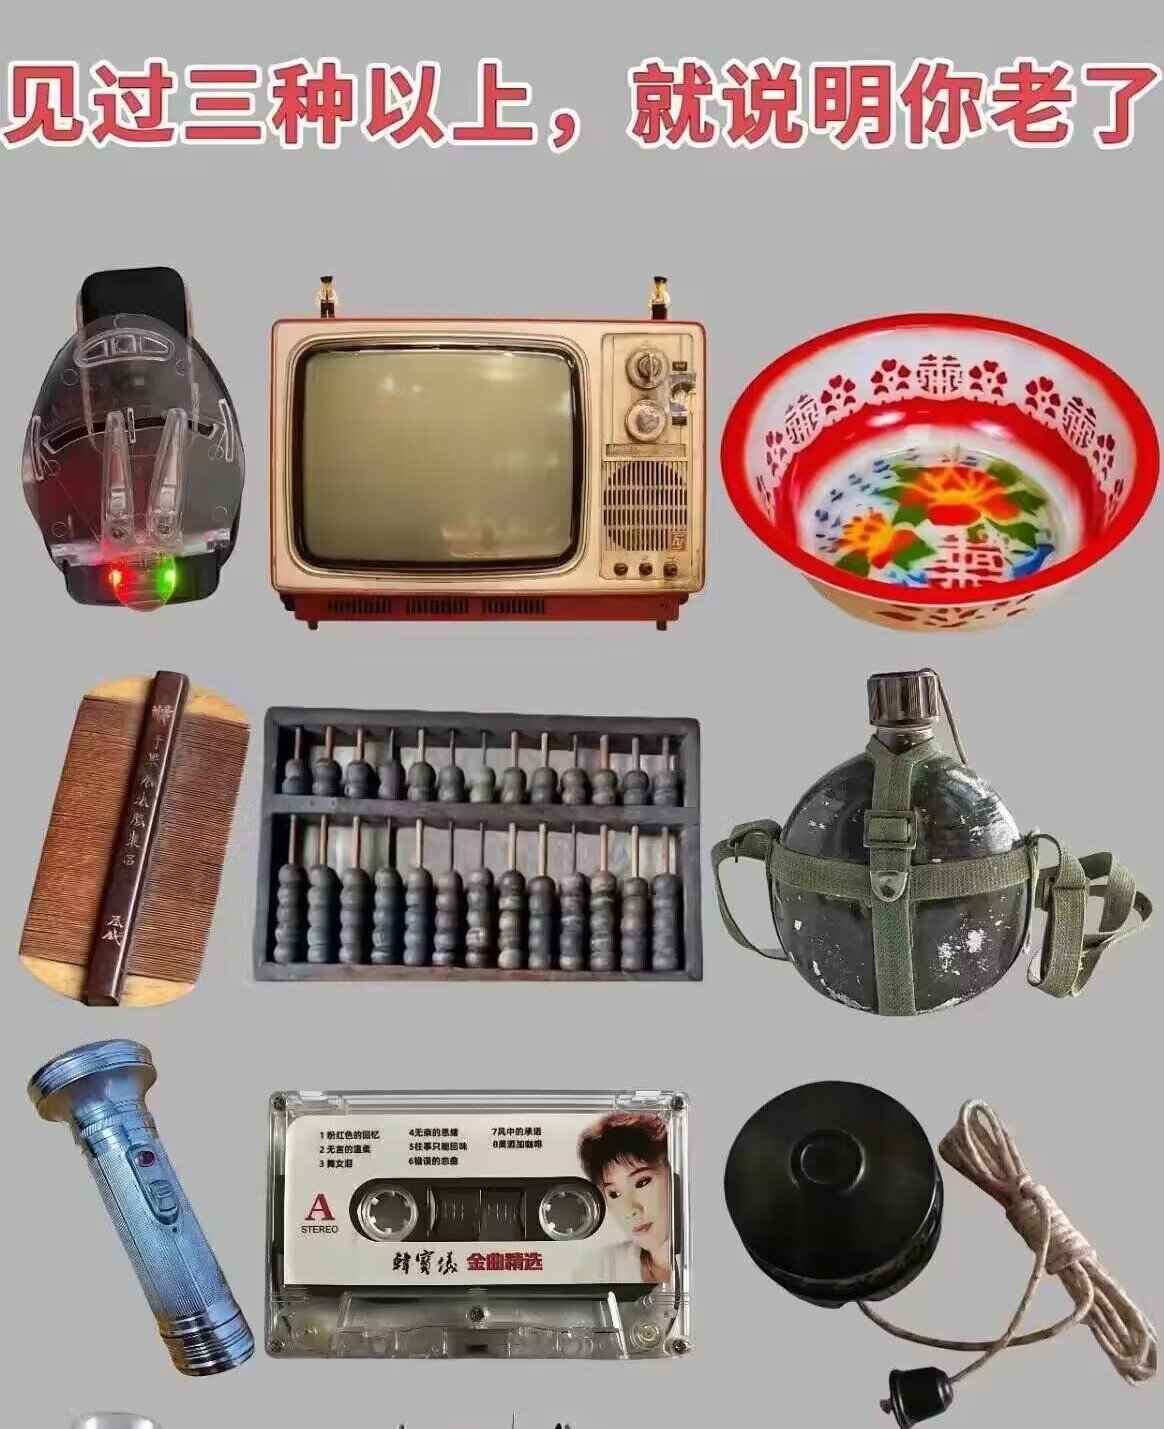 见过三种以上，就说明你老了
1 粉红色的回忆
2 无言的温柔
3 舞女泪
4无奈的思绪
5往事只能回味
6错误的恋曲
7风中的承诺
8美酒加咖啡
A
STEREO
韩宝仪 金曲精选